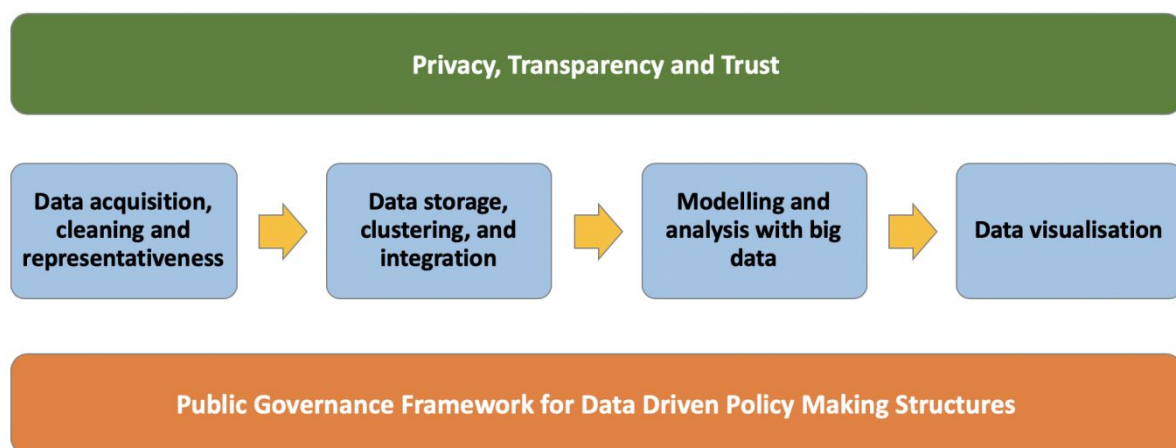 Privacy, Transparency and Trust
Data acquisition,
cleaning and
representativeness
Data storage,
clustering, and
integration
Modelling and
analysis with big
data
Data visualisation
Public Governance Framework for Data Driven Policy Making Structures